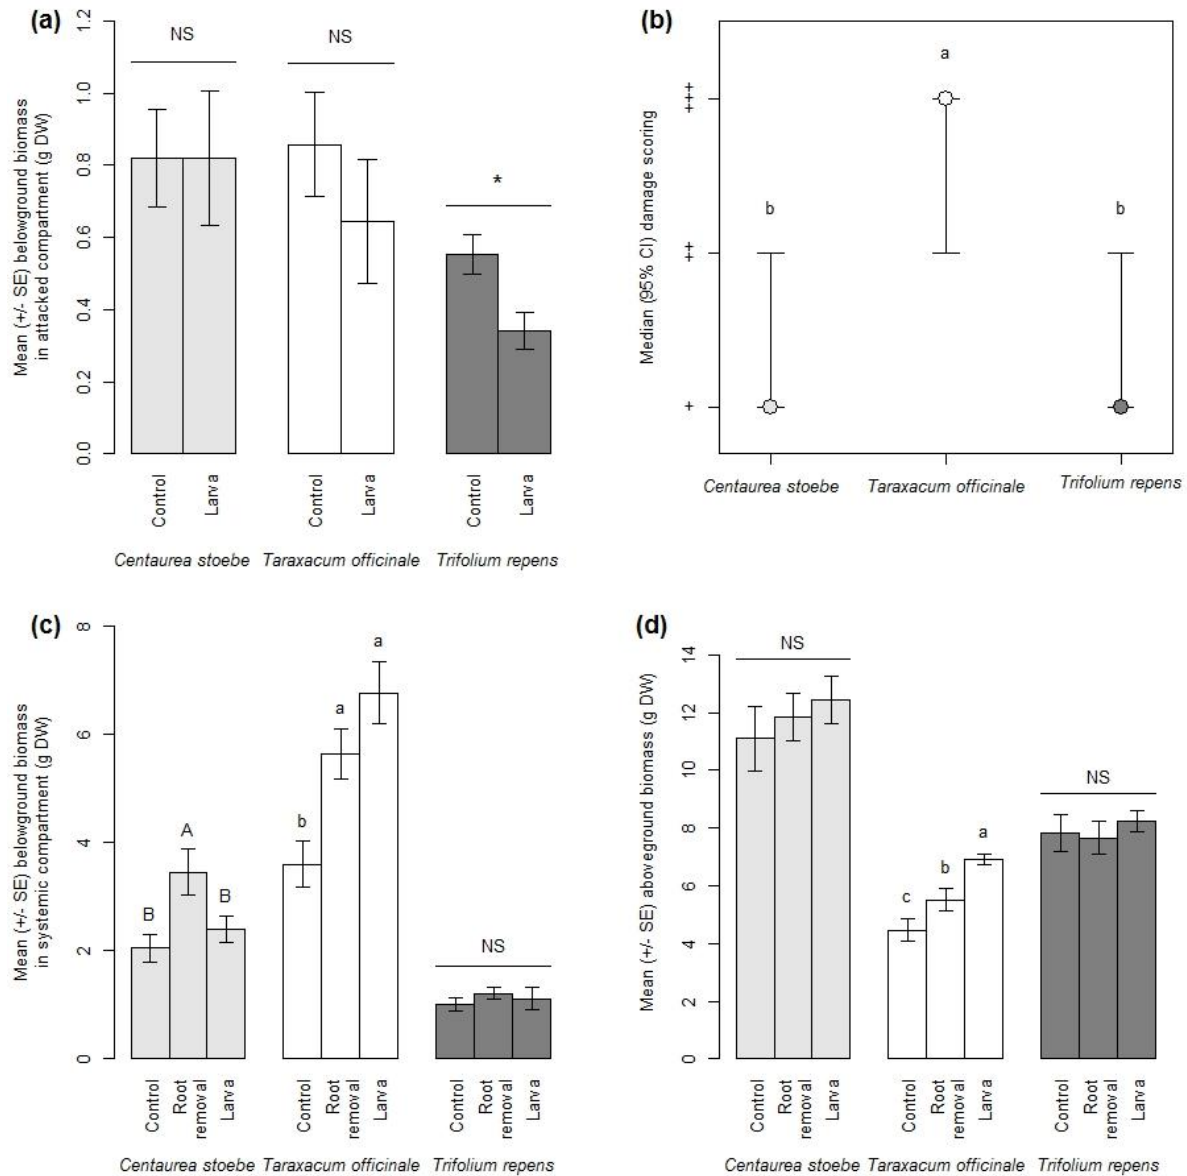 (a)
Mean (+/- SE) belowground biomass
in attacked compartment (g DW)
1.2
1.0
0.8
0.6
0.4
0.2
0.0
NS
NS
*
Control
Larva
Control
Larva
Control
Larva
Centaurea stoebe
Taraxacum officinale
Trifolium repens
(b)
Median (95% CI) damage scoring
+++
++
+
b
a
b
Centaurea stoebe
Taraxacum officinale
Trifolium repens
(c)
Mean (+/- SE) belowground biomass
in systemic compartment (g DW)
8
6
4
2
0
B
A
B
b
a
a
NS
Control
Root
removal
Larva
Control
Root
removal
Larva
Control
Root
removal
Larva
Centaurea stoebe
Taraxacum officinale
Trifolium repens
(d)
Mean (+/- SE) aboveground biomass (g DW)
14
12
10
8
6
4
2
0
NS
c
b
a
NS
Control
Root
removal
Larva
Control
Root
removal
Larva
Control
Root
removal
Larva
Centaurea stoebe
Taraxacum officinale
Trifolium repens